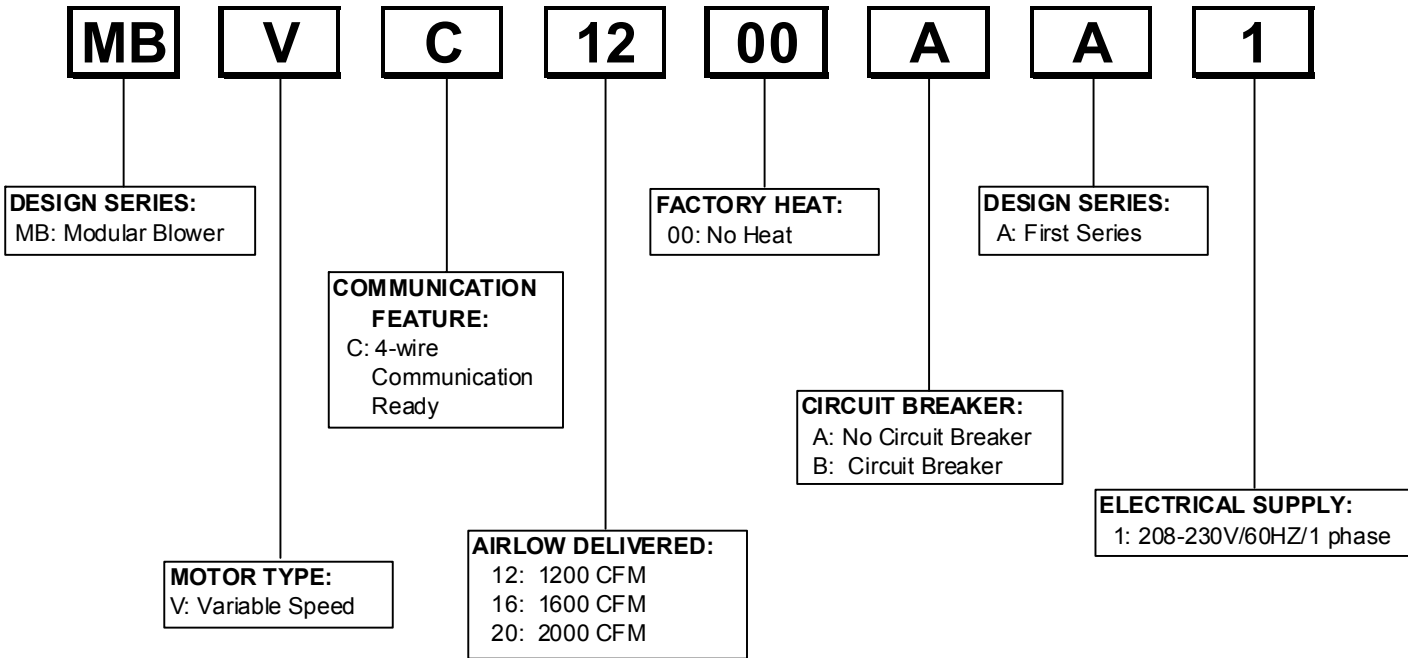 MB V C 12 00 A A 1
DESIGN SERIES:
MB: Modular Blower
FACTORY HEAT:
00: No Heat
DESIGN SERIES:
A: First Series
COMMUNICATION
FEATURE:
C: 4-wire
Communication
Ready
CIRCUIT BREAKER:
A: No Circuit Breaker
B: Circuit Breaker
ELECTRICAL SUPPLY:
1: 208-230V/60HZ/1 phase
AIRLOW DELIVERED:
12: 1200 CFM
16: 1600 CFM
20: 2000 CFM
MOTOR TYPE:
V: Variable Speed